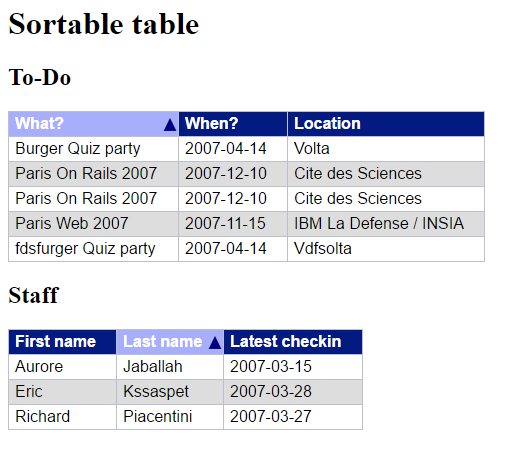 Sortable table
To-Do
What? ▲ When? Location
Burger Quiz party 2007-04-14 Volta
Paris On Rails 2007 2007-12-10 Cite des Sciences
Paris On Rails 2007 2007-12-10 Cite des Sciences
Paris Web 2007 2007-11-15 IBM La Defense / INSIA
fdsfurger Quiz party 2007-04-14 Vdfsolta
Staff
First name Last name ▲ Latest checkin
Aurore Jaballah 2007-03-15
Eric Kssaspet 2007-03-28
Richard Piacentini 2007-03-27